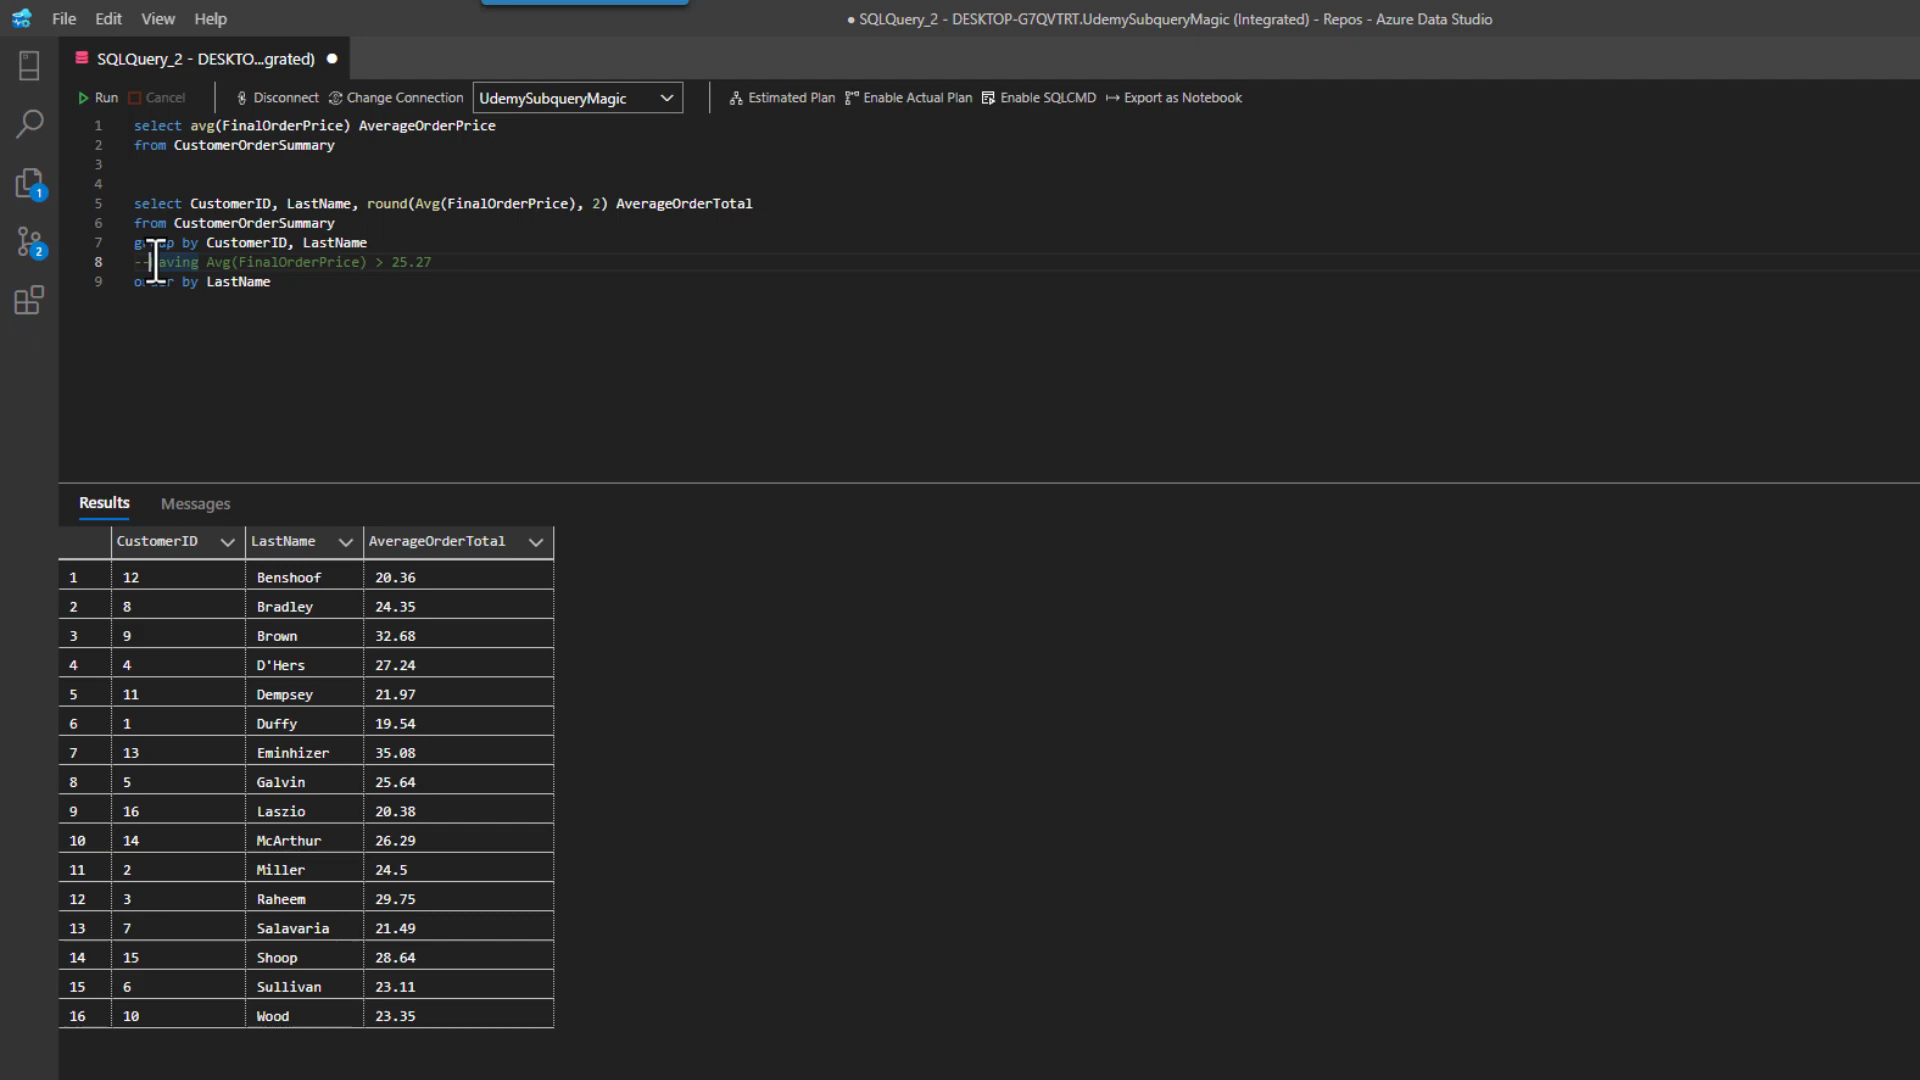 File Edit View Help
● SQLQuery_2 - DESKTOP-G7QVTRT.UdemySubqueryMagic (Integrated) - Repos - Azure Data Studio
SQLQuery_2 - DESKTO...grated) ●
Run Cancel Disconnect Change Connection UdemySubqueryMagic Estimated Plan Enable Actual Plan Enable SQLCMD Export as Notebook
1 select avg(FinalOrderPrice) AverageOrderPrice
2 from CustomerOrderSummary
3
4
5 select CustomerID, LastName, round(Avg(FinalOrderPrice), 2) AverageOrderTotal
6 from CustomerOrderSummary
7 group by CustomerID, LastName
8 --having Avg(FinalOrderPrice) > 25.27
9 order by LastName
1
2
Results Messages
CustomerID LastName AverageOrderTotal
1 12 Benshoof 20.36
2 8 Bradley 24.35
3 9 Brown 32.68
4 4 D'Hers 27.24
5 11 Dempsey 21.97
6 1 Duffy 19.54
7 13 Eminhizer 35.08
8 5 Galvin 25.64
9 16 Laszio 20.38
10 14 McArthur 26.29
11 2 Miller 24.5
12 3 Raheem 29.75
13 7 Salavaria 21.49
14 15 Shoop 28.64
15 6 Sullivan 23.11
16 10 Wood 23.35